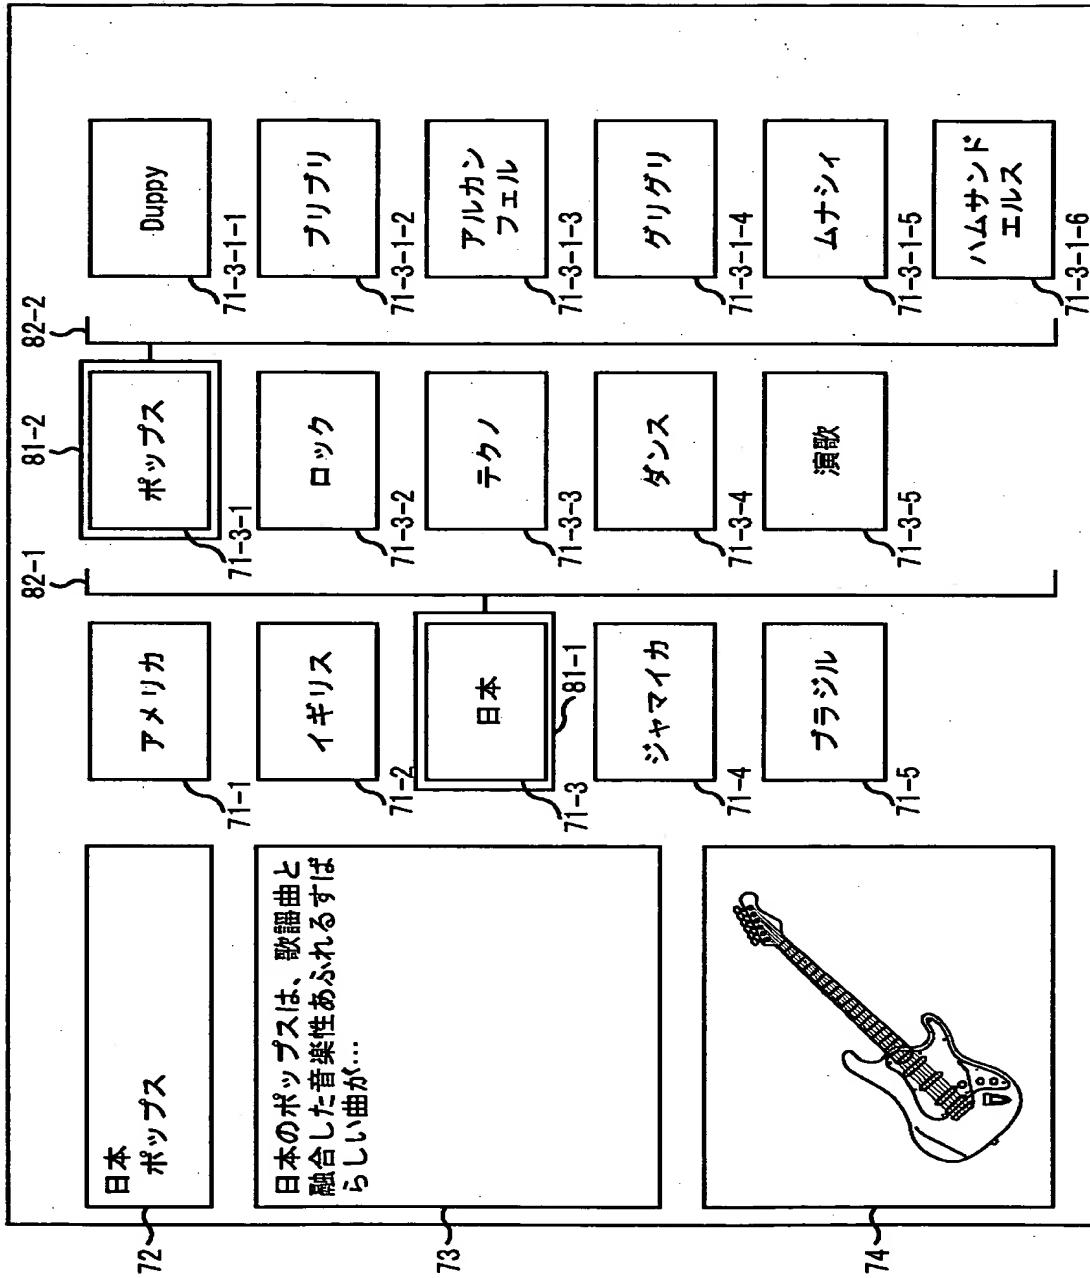 72
日本
ポップス
73
日本のポップスは、歌謡曲と
融合した音楽性あふれるすば
らしい曲が…
74
アメリカ
71-1
イギリス
71-2
日本
71-3
81-1
ジャマイカ
71-4
ブラジル
71-5
82-1
81-2
ポップス
71-3-1
ロック
71-3-2
テクノ
71-3-3
ダンス
71-3-4
演歌
71-3-5
82-2
Duppy
71-3-1-1
ブリブリ
71-3-1-2
アルカン
フェル
71-3-1-3
グリグリ
71-3-1-4
ムナシィ
71-3-1-5
ハムサンド
エルス
71-3-1-6